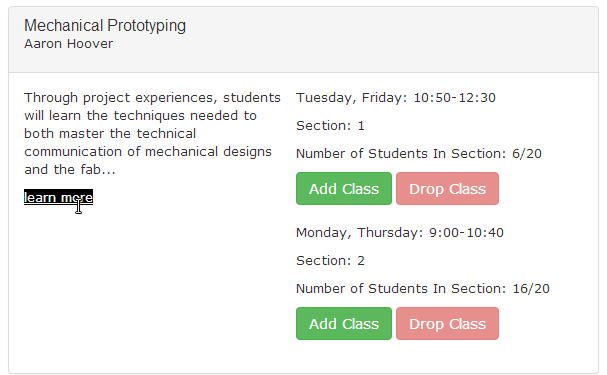 Mechanical Prototyping
Aaron Hoover
Through project experiences, students
will learn the techniques needed to
both master the technical
communication of mechanical designs
and the fab...
learn more
Tuesday, Friday: 10:50-12:30
Section: 1
Number of Students In Section: 6/20
Add Class Drop Class
Monday, Thursday: 9:00-10:40
Section: 2
Number of Students In Section: 16/20
Add Class Drop Class